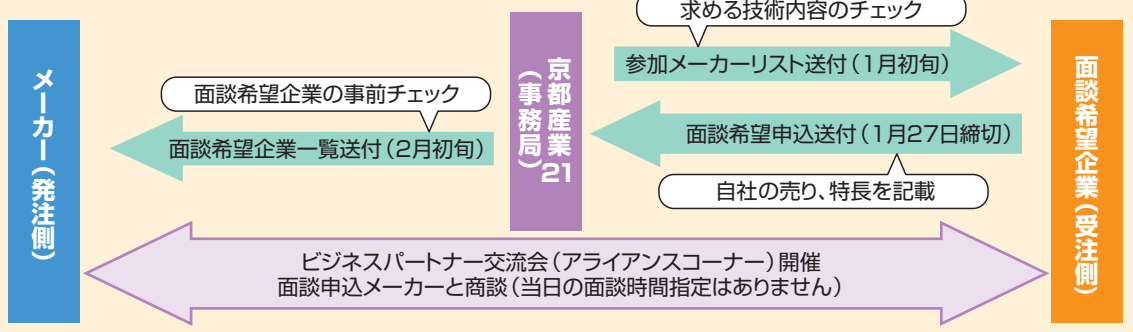 メーカー(発注側)
面談希望企業の事前チェック
面談希望企業一覧送付(2月初旬)
京都産業21
(事務局)
求める技術内容のチェック
参加メーカーリスト送付(1月初旬)
面談希望申込送付(1月27日締切)
自社の売り、特長を記載
面談希望企業(受注側)
ビジネスパートナー交流会(アライアンスコーナー)開催
面談申込メーカーと商談(当日の面談時間指定はありません)